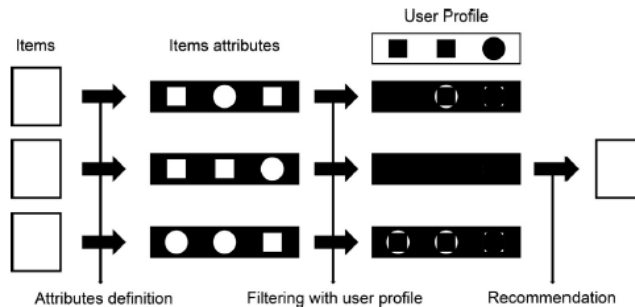 User Profile
Items
Items attributes
Attributes definition
Filtering with user profile
Recommendation